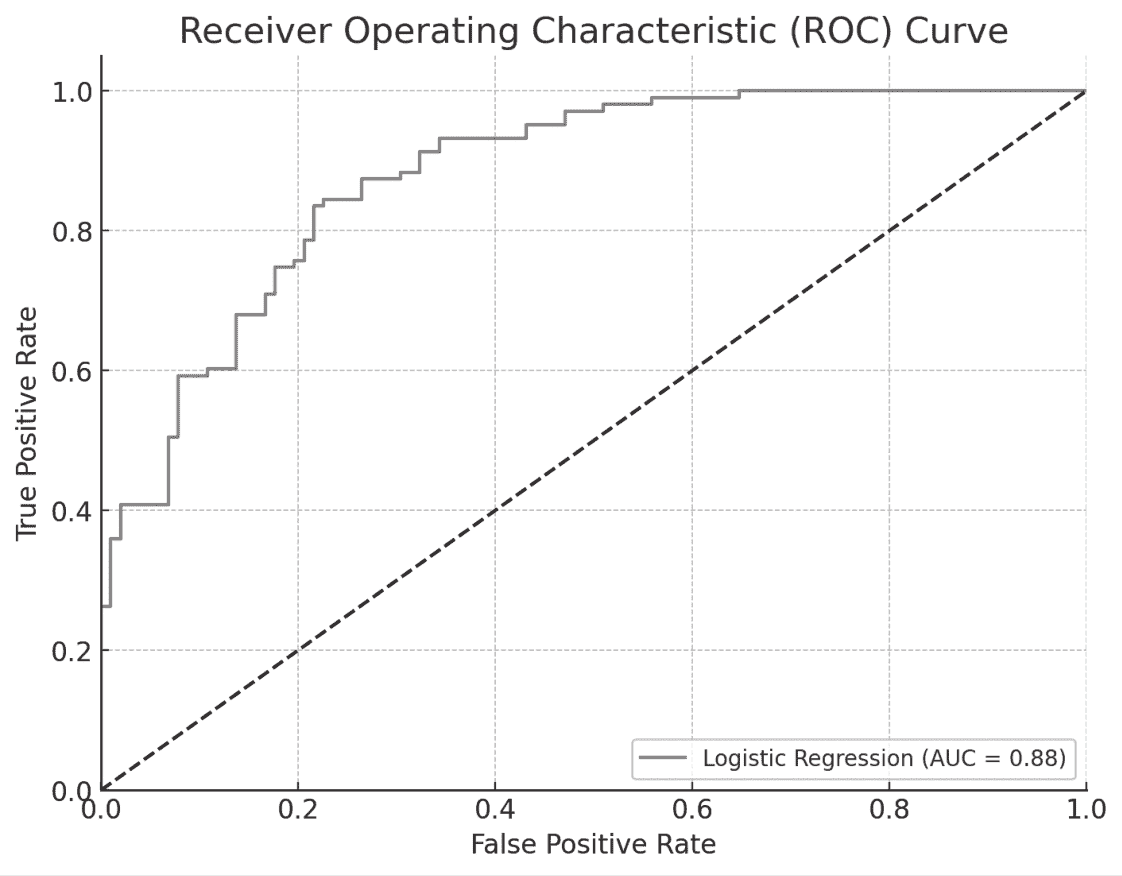 Receiver Operating Characteristic (ROC) Curve
1.0
0.8
0.6
0.4
0.2
0.0
True Positive Rate
Logistic Regression (AUC = 0.88)
0.0 0.2 0.4 0.6 0.8 1.0
False Positive Rate